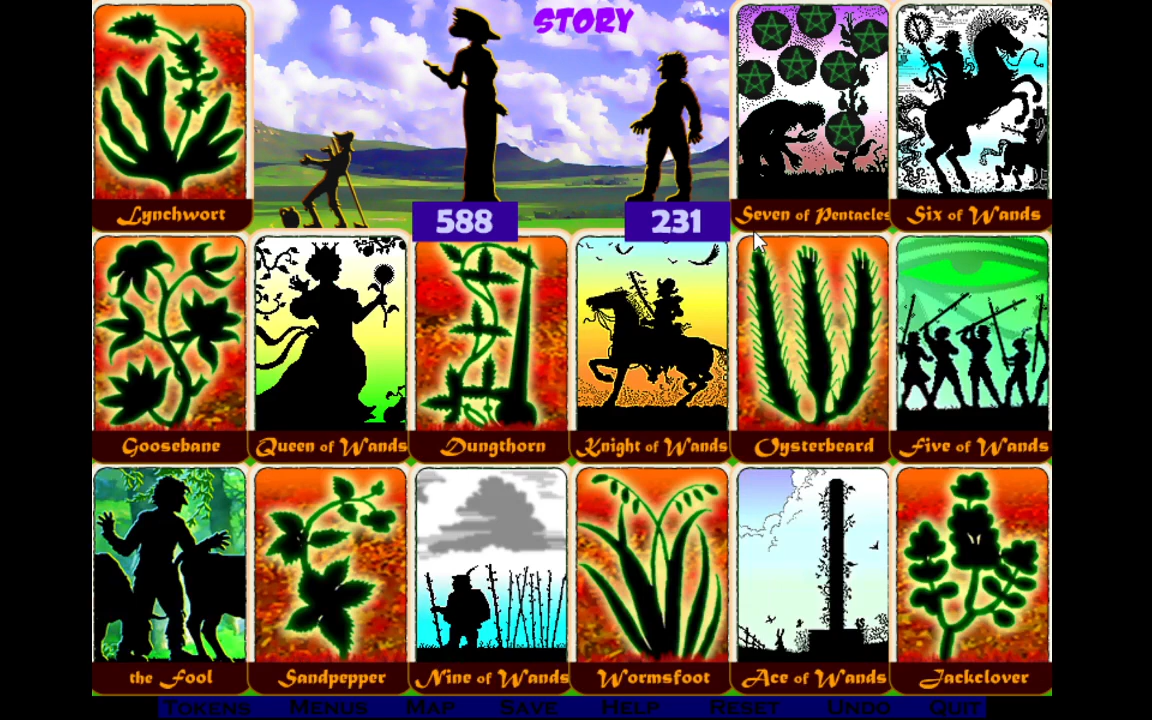 STORY
Lynchwort
588
231
Seven of Pentacles
Six of Wands
Goosebane
Queen of Wands
Dungthorn
Knight of Wands
Oysterbeard
Five of Wands
the Fool
Sandpepper
Nine of Wands
Wormsfoot
Ace of Wands
Jackclover
TOKENS MENUS MAP SAVE HELP RESET UNDO QUIT